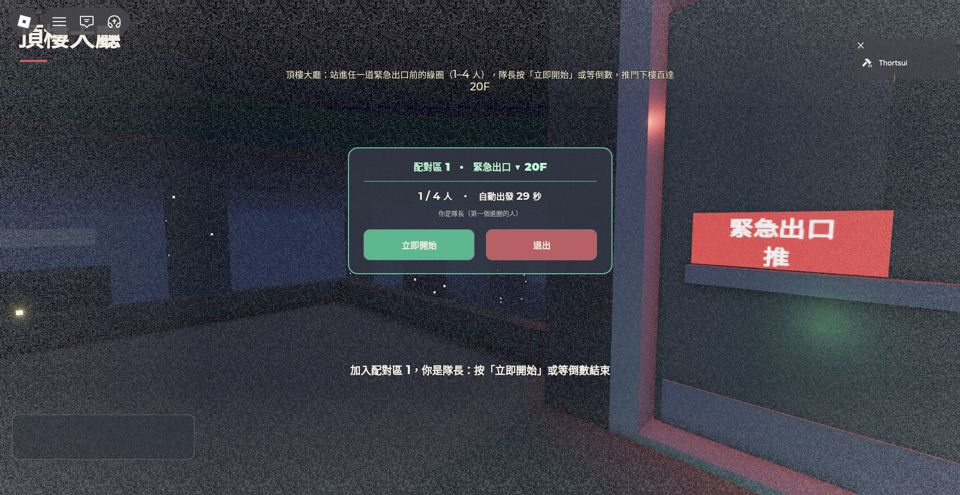 頂樓大廳
Thortsui
頂樓大廳：站進任一道緊急出口前的綠圈（1–4 人），隊長按「立即開始」或等倒數，推門下樓直達
20F
配對區 1 • 緊急出口 ▼ 20F
1 / 4 人 • 自動出發 29 秒
你是隊長（第一個進圈的人）
立即開始
退出
緊急出口
推
加入配對區 1，你是隊長：按「立即開始」或等倒數結束